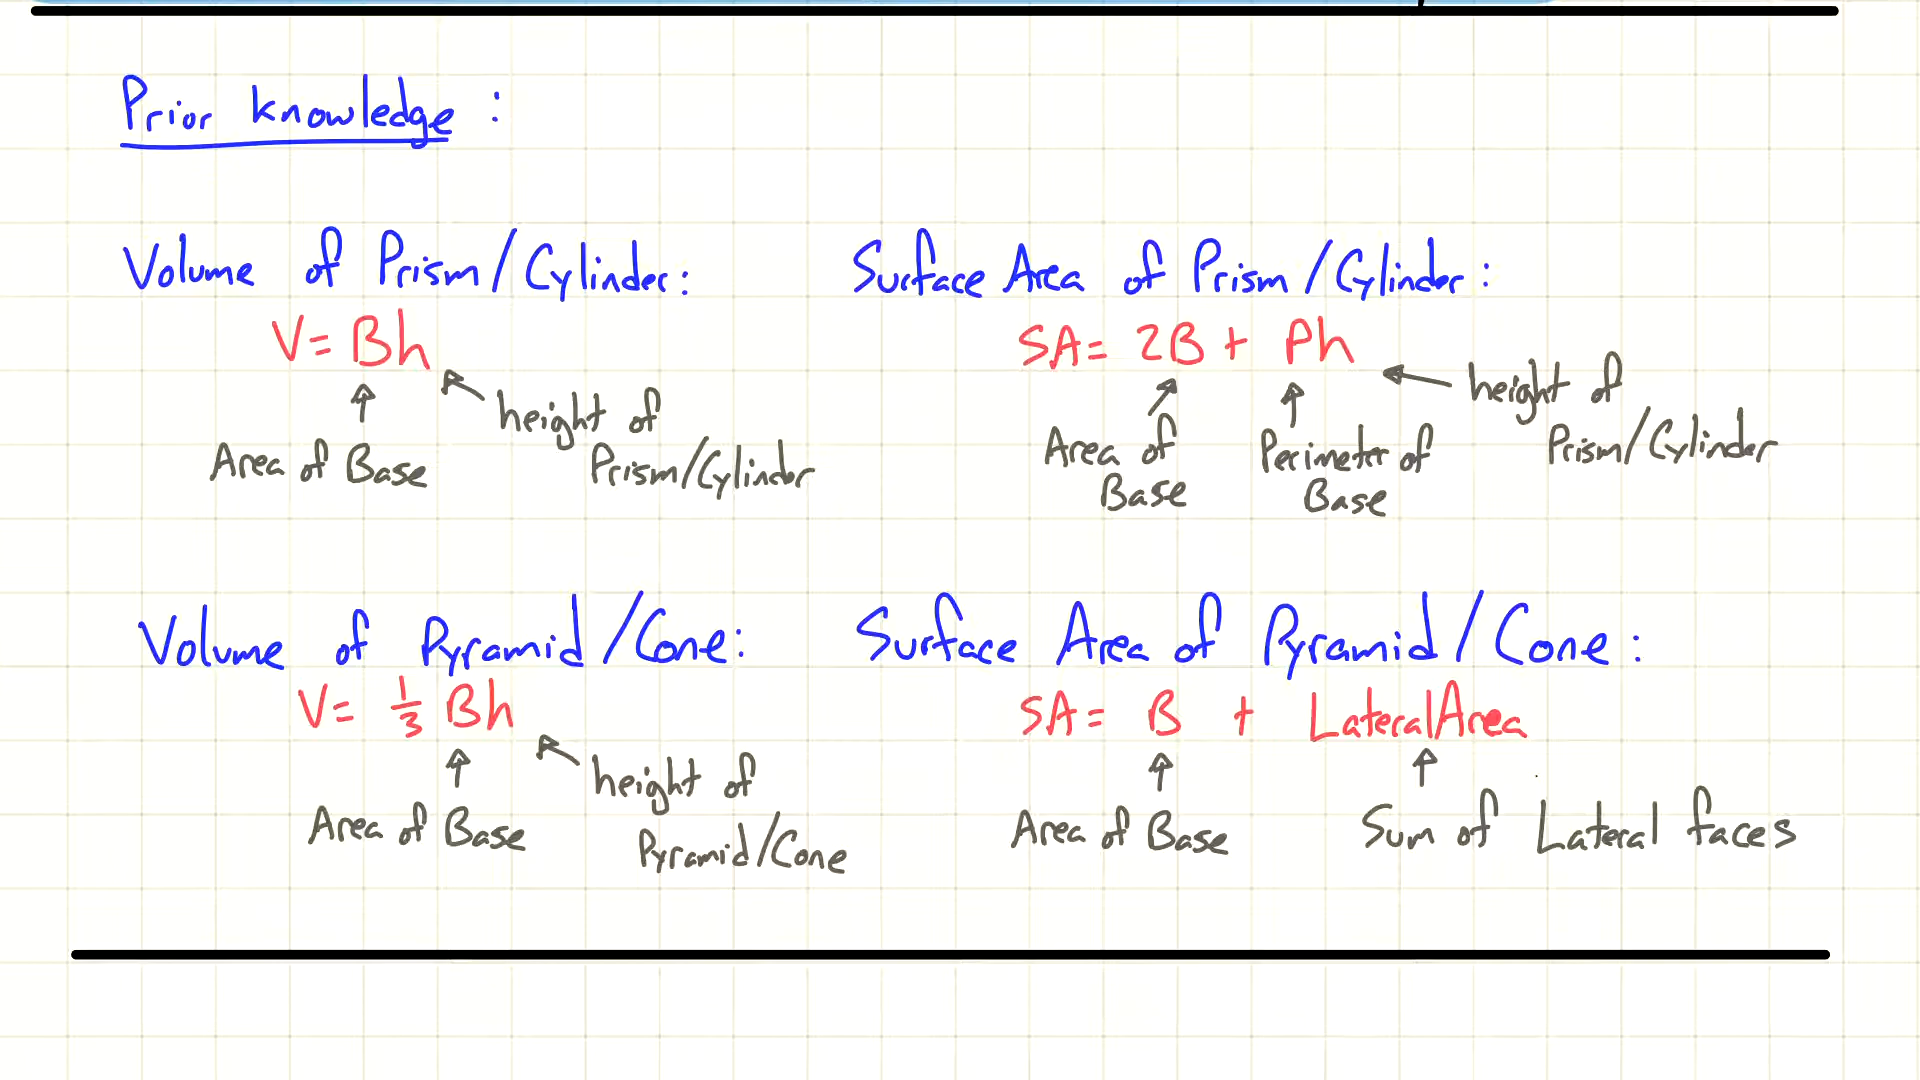 Prior knowledge :
Volume of Prism/Cylinder:
V= Bh
Area of Base
height of
Prism/Cylinder
Surface Area of Prism/Cylinder:
SA= 2B + Ph
Area of
Base
Perimeter of
Base
height of
Prism/Cylinder
Volume of Pyramid/Cone:
V= 1/3 Bh
Area of Base
height of
Pyramid/Cone
Surface Area of Pyramid/Cone:
SA= B + Lateral Area
Area of Base
Sum of Lateral faces